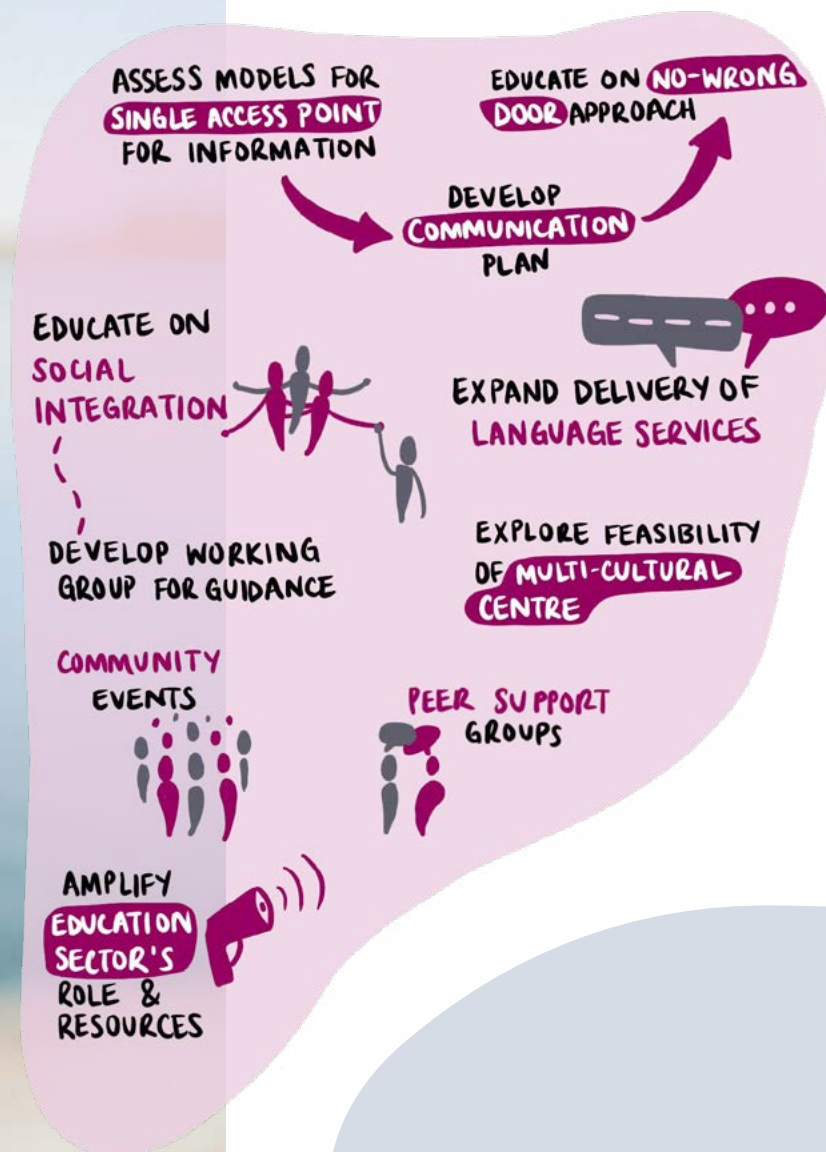 ASSESS MODELS FOR
SINGLE ACCESS POINT
FOR INFORMATION
EDUCATE ON NO-WRONG
DOOR APPROACH
DEVELOP
COMMUNICATION
PLAN
EDUCATE ON
SOCIAL
INTEGRATION
EXPAND DELIVERY OF
LANGUAGE SERVICES
DEVELOP WORKING
GROUP FOR GUIDANCE
EXPLORE FEASIBILITY
OF MULTI-CULTURAL
CENTRE
COMMUNITY
EVENTS
PEER SUPPORT
GROUPS
AMPLIFY
EDUCATION
SECTOR'S
ROLE &
RESOURCES